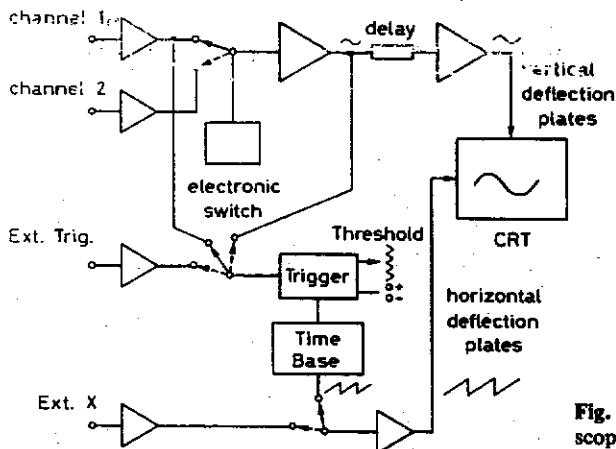 channel 1
channel 2
electronic
switch
delay
vertical
deflection
plates
CRT
Ext. Trig.
Threshold
Trigger
+
-
Time
Base
horizontal
deflection
plates
Ext. X
Fig.
scop